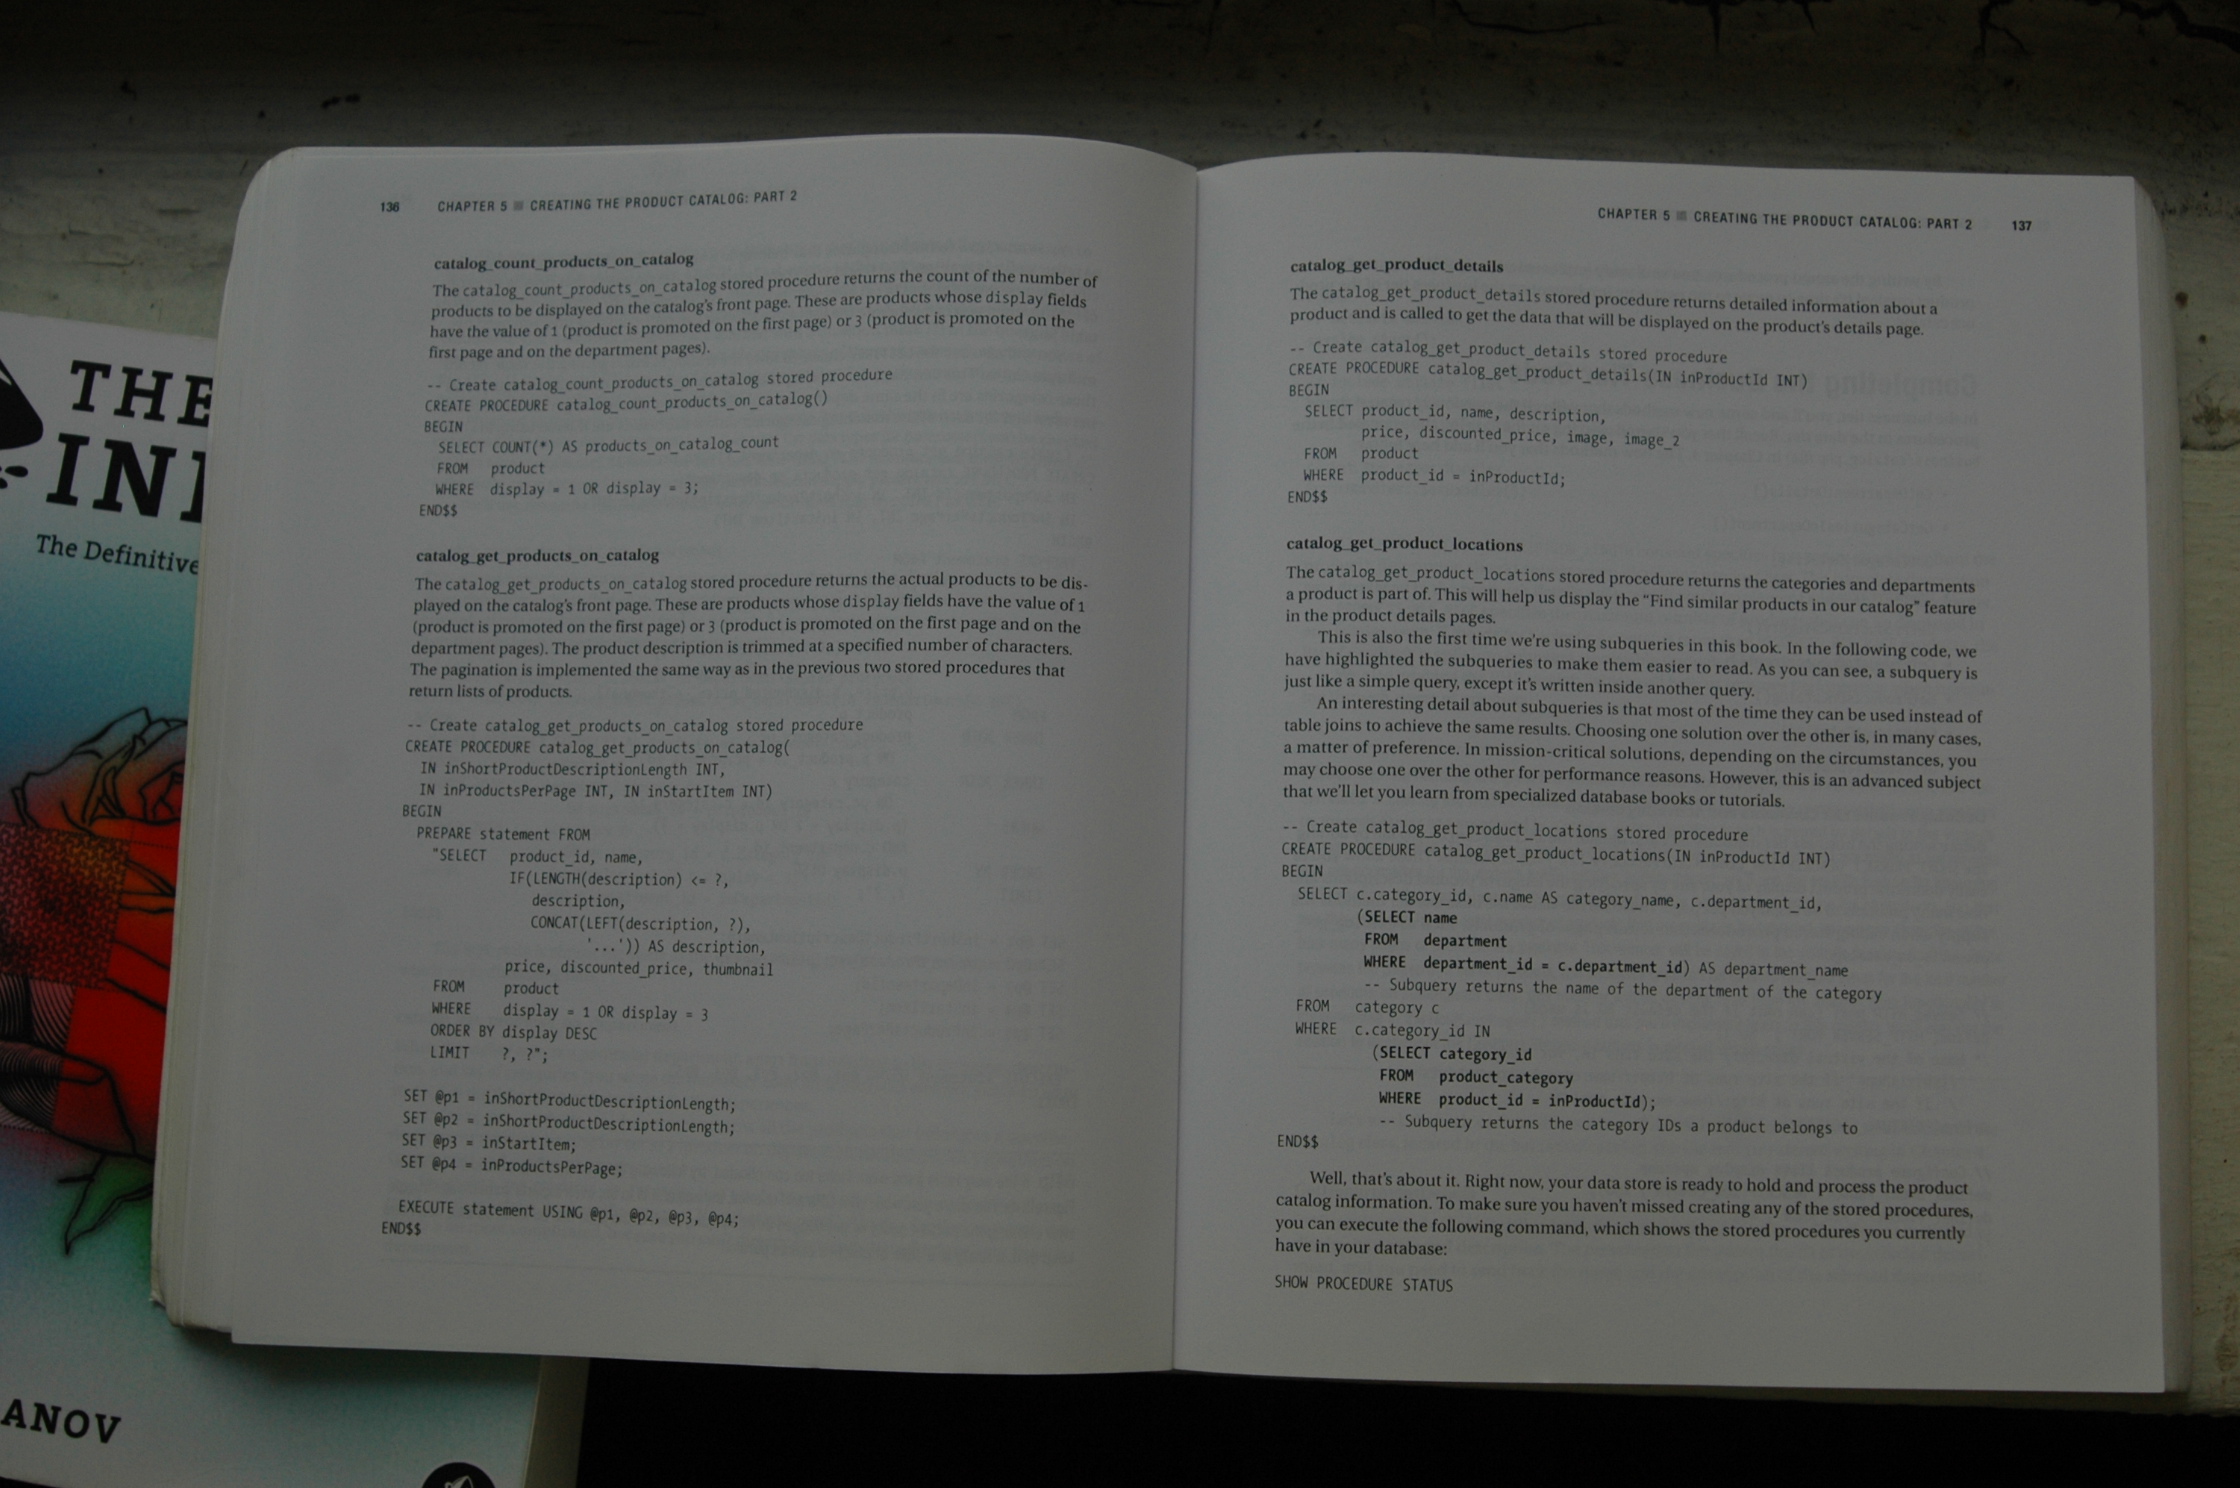 THE
INK
The Definitive
ANOV
136 CHAPTER 5 ■ CREATING THE PRODUCT CATALOG: PART 2
catalog_count_products_on_catalog
The catalog_count_products_on_catalog stored procedure returns the count of the number of
products to be displayed on the catalog's front page. These are products whose display fields
have the value of 1 (product is promoted on the first page) or 3 (product is promoted on the
first page and on the department pages).
-- Create catalog_count_products_on_catalog stored procedure
CREATE PROCEDURE catalog_count_products_on_catalog()
BEGIN
SELECT COUNT(*) AS products_on_catalog_count
FROM product
WHERE display = 1 OR display = 3;
END$$
catalog_get_products_on_catalog
The catalog_get_products_on_catalog stored procedure returns the actual products to be dis-
played on the catalog's front page. These are products whose display fields have the value of 1
(product is promoted on the first page) or 3 (product is promoted on the first page and on the
department pages). The product description is trimmed at a specified number of characters.
The pagination is implemented the same way as in the previous two stored procedures that
return lists of products.
-- Create catalog_get_products_on_catalog stored procedure
CREATE PROCEDURE catalog_get_products_on_catalog(
IN inShortProductDescriptionLength INT,
IN inProductsPerPage INT, IN inStartItem INT)
BEGIN
PREPARE statement FROM
"SELECT product_id, name,
IF(LENGTH(description) <= ?,
description,
CONCAT(LEFT(description, ?),
'...')) AS description,
price, discounted_price, thumbnail
FROM product
WHERE display = 1 OR display = 3
ORDER BY display DESC
LIMIT ?, ?";
SET @p1 = inShortProductDescriptionLength;
SET @p2 = inShortProductDescriptionLength;
SET @p3 = inStartItem;
SET @p4 = inProductsPerPage;
EXECUTE statement USING @p1, @p2, @p3, @p4;
END$$
CHAPTER 5 ■ CREATING THE PRODUCT CATALOG: PART 2 137
catalog_get_product_details
The catalog_get_product_details stored procedure returns detailed information about a
product and is called to get the data that will be displayed on the product's details page.
-- Create catalog_get_product_details stored procedure
CREATE PROCEDURE catalog_get_product_details(IN inProductId INT)
BEGIN
SELECT product_id, name, description,
price, discounted_price, image, image_2
FROM product
WHERE product_id = inProductId;
END$$
catalog_get_product_locations
The catalog_get_product_locations stored procedure returns the categories and departments
a product is part of. This will help us display the "Find similar products in our catalog" feature
in the product details pages.
This is also the first time we're using subqueries in this book. In the following code, we
have highlighted the subqueries to make them easier to read. As you can see, a subquery is
just like a simple query, except it's written inside another query.
An interesting detail about subqueries is that most of the time they can be used instead of
table joins to achieve the same results. Choosing one solution over the other is, in many cases,
a matter of preference. In mission-critical solutions, depending on the circumstances, you
may choose one over the other for performance reasons. However, this is an advanced subject
that we'll let you learn from specialized database books or tutorials.
-- Create catalog_get_product_locations stored procedure
CREATE PROCEDURE catalog_get_product_locations(IN inProductId INT)
BEGIN
SELECT c.category_id, c.name AS category_name, c.department_id,
(SELECT name
FROM department
WHERE department_id = c.department_id) AS department_name
-- Subquery returns the name of the department of the category
FROM category c
WHERE c.category_id IN
(SELECT category_id
FROM product_category
WHERE product_id = inProductId);
-- Subquery returns the category IDs a product belongs to
END$$
Well, that's about it. Right now, your data store is ready to hold and process the product
catalog information. To make sure you haven't missed creating any of the stored procedures,
you can execute the following command, which shows the stored procedures you currently
have in your database:
SHOW PROCEDURE STATUS